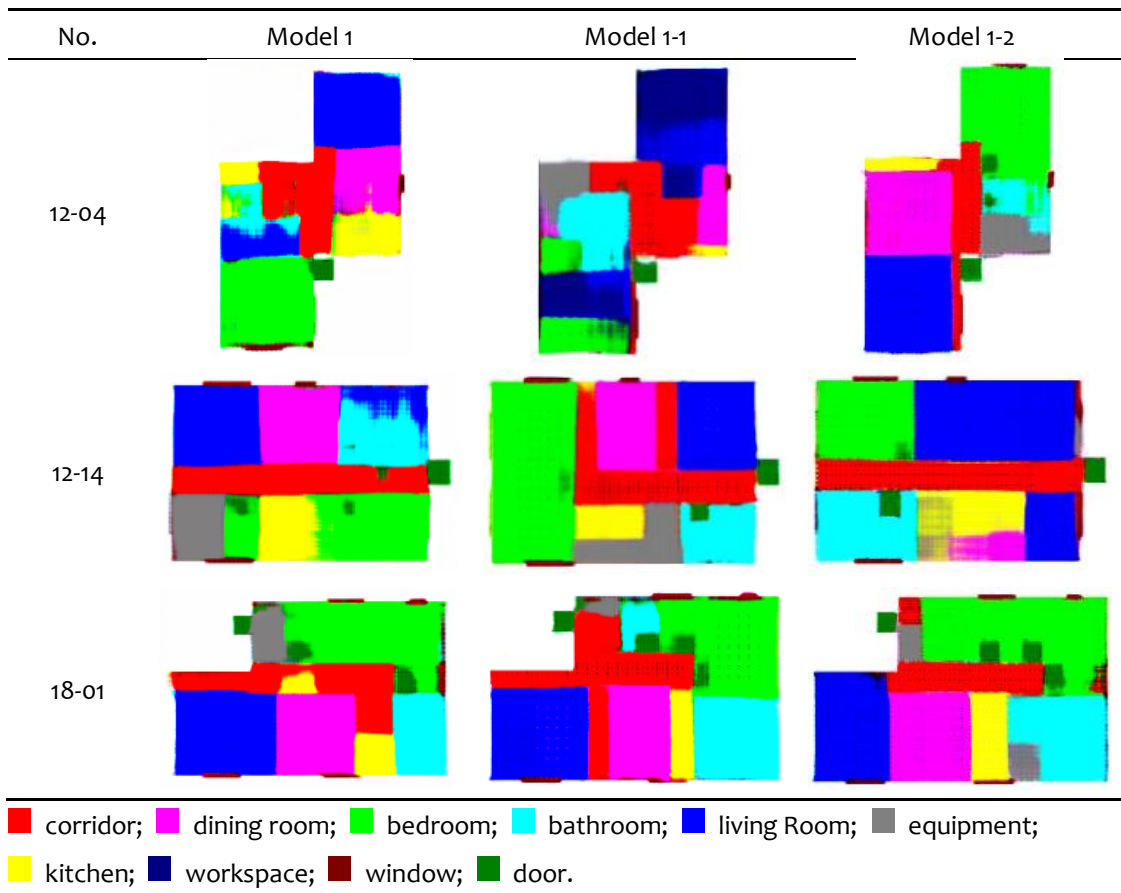 No. Model 1 Model 1-1 Model 1-2
12-04
12-14
18-01
corridor; dining room; bedroom; bathroom; living Room; equipment;
kitchen; workspace; window; door.